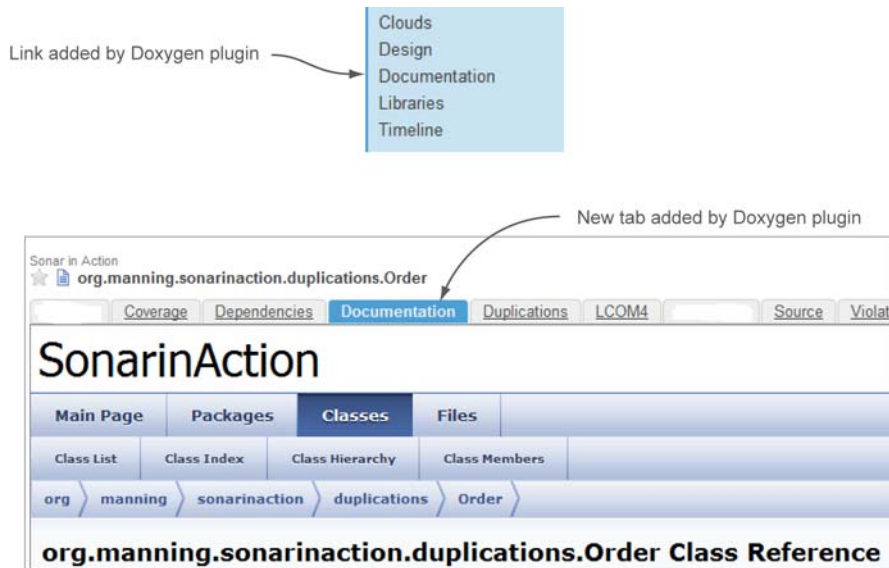 Clouds
Link added by Doxygen plugin
Design
Documentation
Libraries
Timeline
New tab added by Doxygen plugin
Sonar in Action
org.manning.sonarinaction.duplications.Order
Coverage Dependencies Documentation Duplications LCOM4 Source Violat
SonarinAction
Main Page Packages Classes Files
Class List Class Index Class Hierarchy Class Members
org manning sonarinaction duplications Order
org.manning.sonarinaction.duplications.Order Class Reference